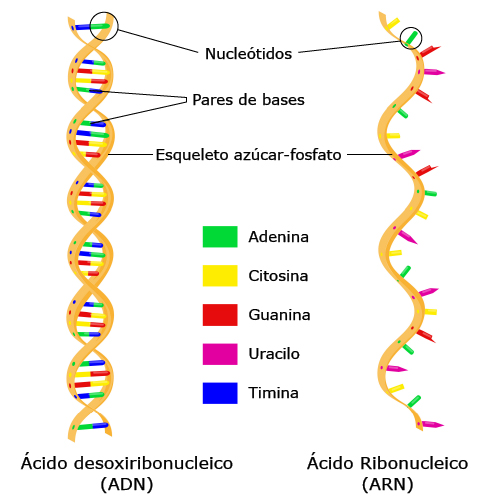 Nucleótidos
Pares de bases
Esqueleto azúcar-fosfato
Adenina
Citosina
Guanina
Uracilo
Timina
Ácido desoxiribonucleico
(ADN)
Ácido Ribonucleico
(ARN)